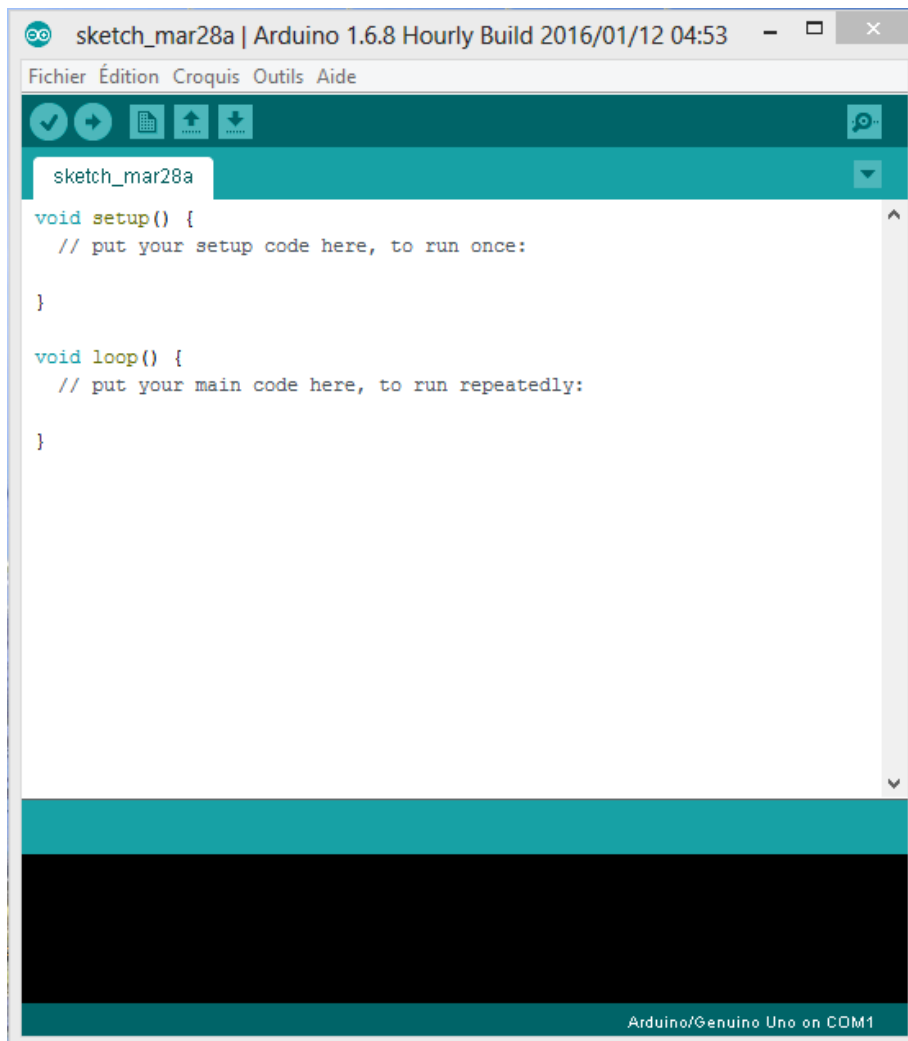 sketch_mar28a | Arduino 1.6.8 Hourly Build 2016/01/12 04:53
Fichier Édition Croquis Outils Aide
sketch_mar28a
void setup() {
  // put your setup code here, to run once:
}
void loop() {
  // put your main code here, to run repeatedly:
}
Arduino/Genuino Uno on COM1